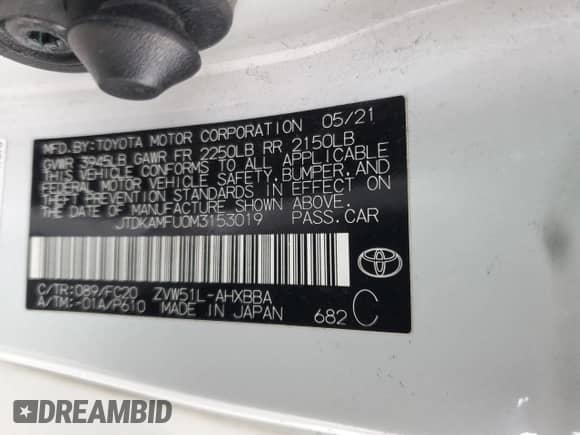 MFD.BY:TOYOTA MOTOR CORPORATION 05/21
GVWR 3945LB GAWR FR 2250LB RR 2150LB
THIS VEHICLE CONFORMS TO ALL APPLICABLE
FEDERAL MOTOR VEHICLE SAFETY,BUMPER,AND
THEFT PREVENTION STANDARDS IN EFFECT ON
THE DATE OF MANUFACTURE SHOWN ABOVE.
JTDKAMFU0M3153019 PASS.CAR
C/TR:089/FC20 ZVW51L-AHXBBA
A/TM:-01A/P610 MADE IN JAPAN
682 C
DREAMBID